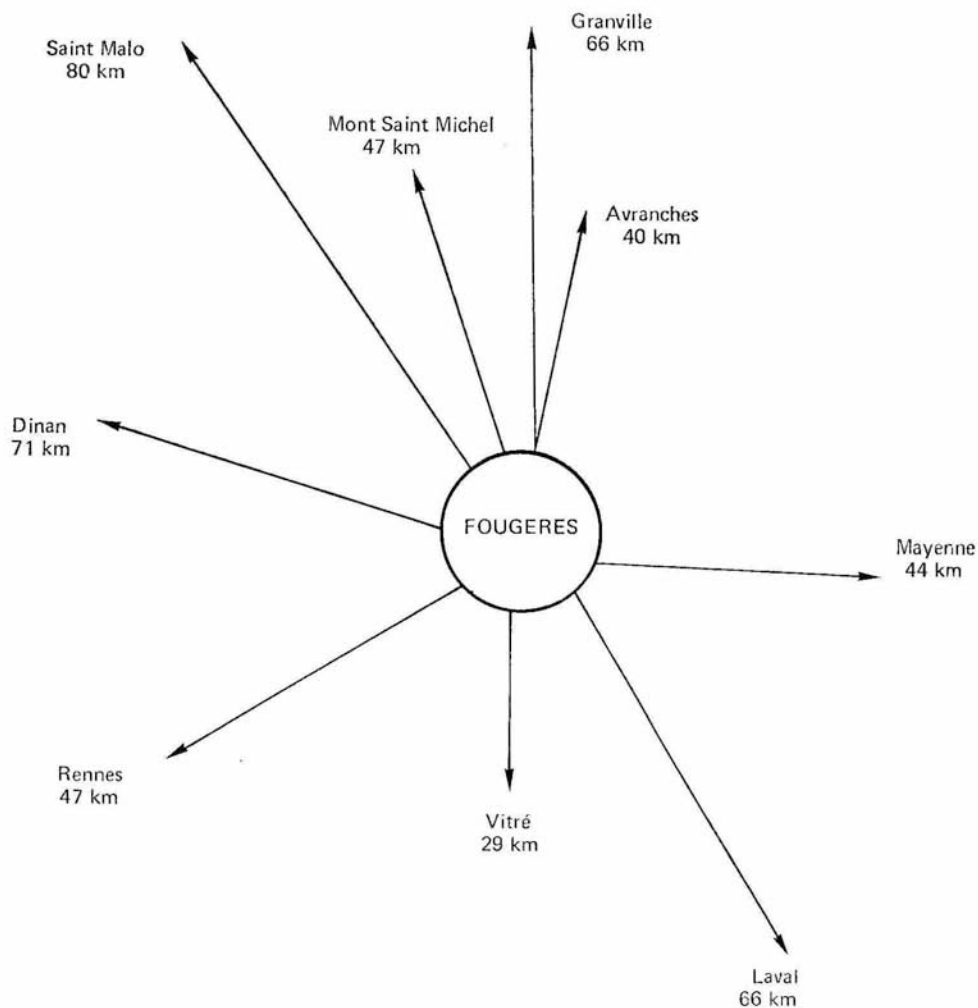 Granville
66 km
Saint Malo
80 km
Mont Saint Michel
47 km
Avranches
40 km
Dinan
71 km
FOUGERES
Mayenne
44 km
Rennes
47 km
Vitré
29 km
Laval
66 km